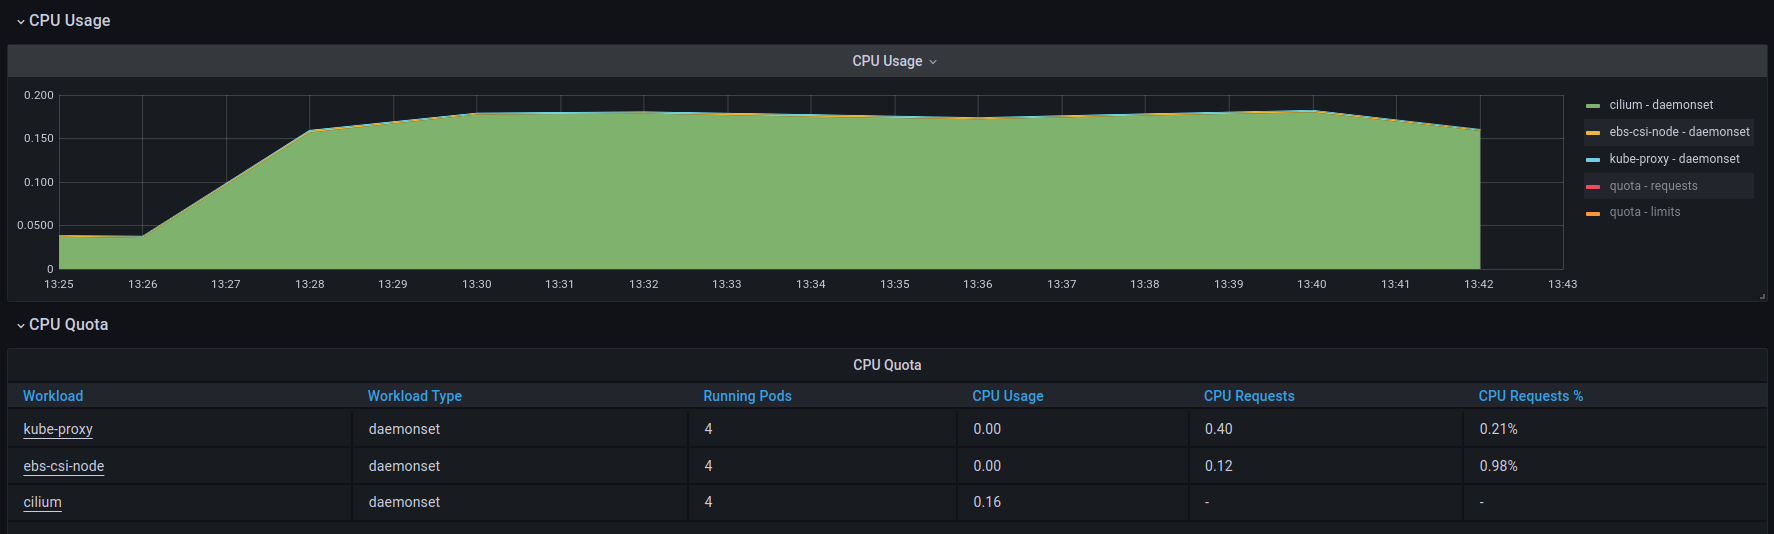 CPU Usage
CPU Usage
0.200
0.150
0.100
0.0500
0
13:25 13:26 13:27 13:28 13:29 13:30 13:31 13:32 13:33 13:34 13:35 13:36 13:37 13:38 13:39 13:40 13:41 13:42 13:43
cilium - daemonset
ebs-csi-node - daemonset
kube-proxy - daemonset
quota - requests
quota - limits
CPU Quota
CPU Quota
Workload Workload Type Running Pods CPU Usage CPU Requests CPU Requests %
kube-proxy daemonset 4 0.00 0.40 0.21%
ebs-csi-node daemonset 4 0.00 0.12 0.98%
cilium daemonset 4 0.16 - -